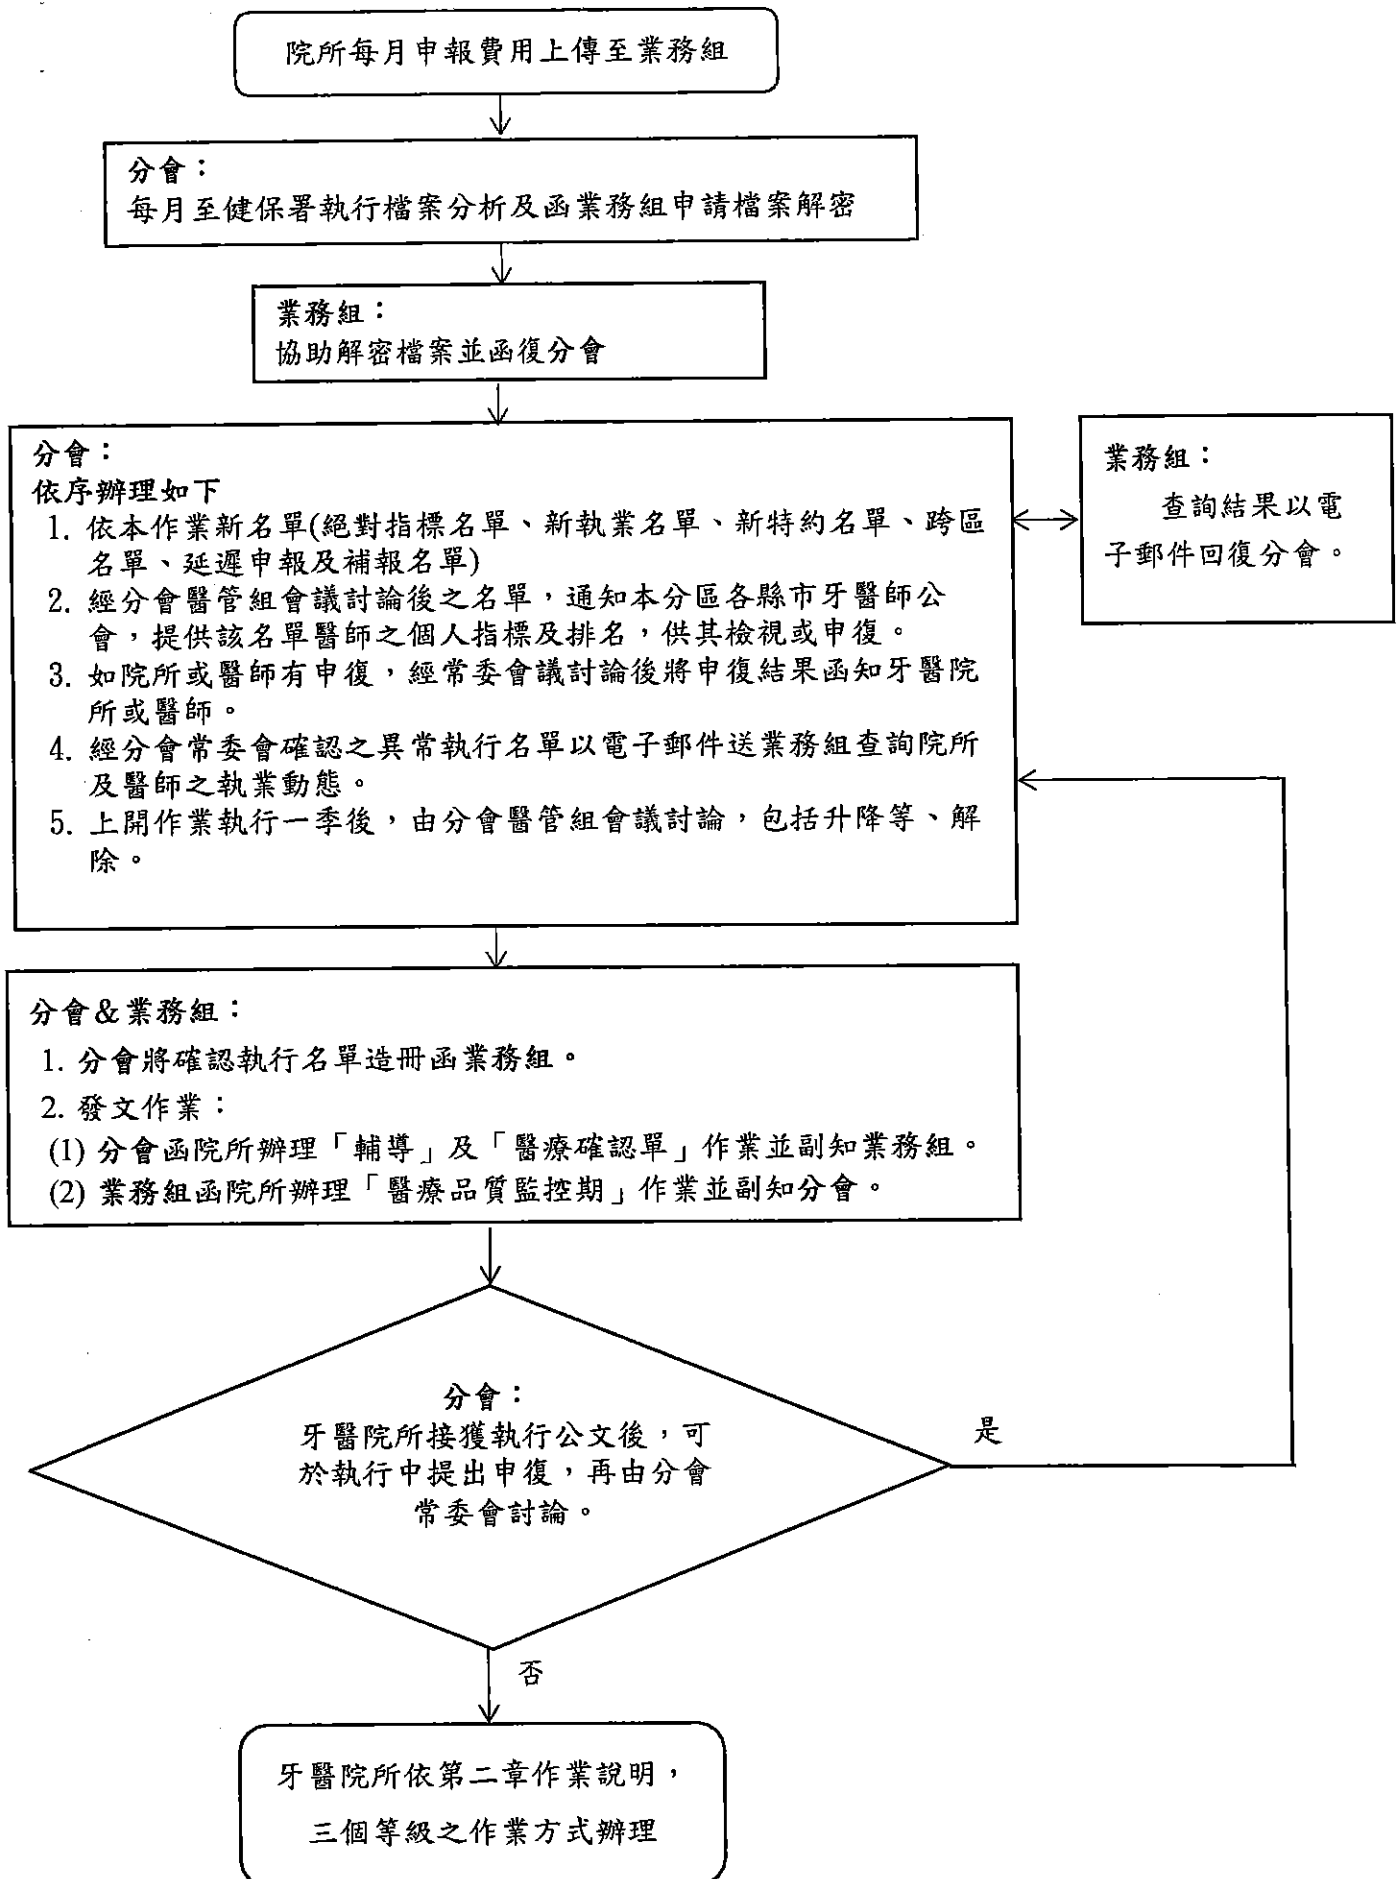 院所每月申報費用上傳至業務組
分會：
每月至健保署執行檔案分析及函業務組申請檔案解密
業務組：
協助解密檔案並函復分會
分會：
依序辦理如下
1. 依本作業新名單(絕對指標名單、新執業名單、新特約名單、跨區
名單、延遲申報及補報名單)
2. 經分會醫管組會議討論後之名單，通知本分區各縣市牙醫師公
會，提供該名單醫師之個人指標及排名，供其檢視或申復。
3. 如院所或醫師有申復，經常委會議討論後將申復結果函知牙醫院
所或醫師。
4. 經分會常委會確認之異常執行名單以電子郵件送業務組查詢院所
及醫師之執業動態。
5. 上開作業執行一季後，由分會醫管組會議討論，包括升降等、解
除。
業務組：
查詢結果以電
子郵件回復分會。
分會&業務組：
1. 分會將確認執行名單造冊函業務組。
2. 發文作業：
(1) 分會函院所辦理「輔導」及「醫療確認單」作業並副知業務組。
(2) 業務組函院所辦理「醫療品質監控期」作業並副知分會。
分會：
牙醫院所接獲執行公文後，可
於執行中提出申復，再由分會
常委會討論。
是
否
牙醫院所依第二章作業說明，
三個等級之作業方式辦理